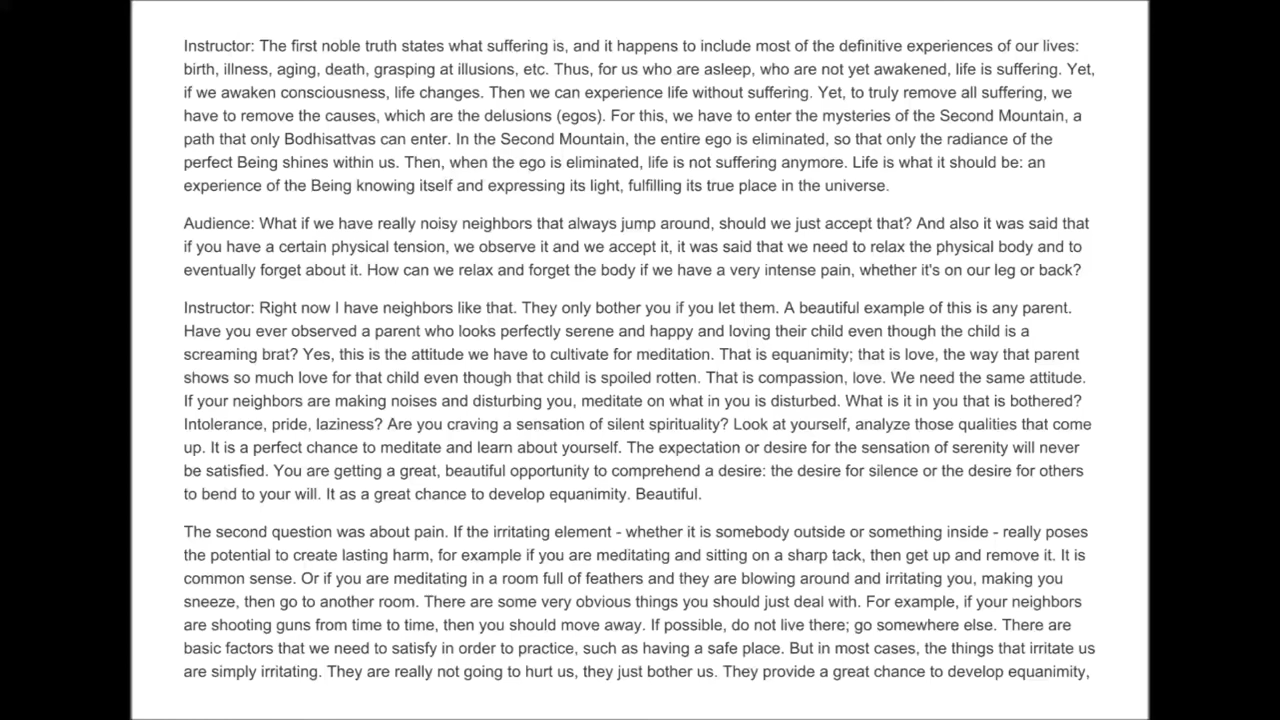 Instructor: The first noble truth states what suffering is, and it happens to include most of the definitive experiences of our lives:
birth, illness, aging, death, grasping at illusions, etc. Thus, for us who are asleep, who are not yet awakened, life is suffering. Yet,
if we awaken consciousness, life changes. Then we can experience life without suffering. Yet, to truly remove all suffering, we
have to remove the causes, which are the delusions (egos). For this, we have to enter the mysteries of the Second Mountain, a
path that only Bodhisattvas can enter. In the Second Mountain, the entire ego is eliminated, so that only the radiance of the
perfect Being shines within us. Then, when the ego is eliminated, life is not suffering anymore. Life is what it should be: an
experience of the Being knowing itself and expressing its light, fulfilling its true place in the universe.
Audience: What if we have really noisy neighbors that always jump around, should we just accept that? And also it was said that
if you have a certain physical tension, we observe it and we accept it, it was said that we need to relax the physical body and to
eventually forget about it. How can we relax and forget the body if we have a very intense pain, whether it's on our leg or back?
Instructor: Right now I have neighbors like that. They only bother you if you let them. A beautiful example of this is any parent.
Have you ever observed a parent who looks perfectly serene and happy and loving their child even though the child is a
screaming brat? Yes, this is the attitude we have to cultivate for meditation. That is equanimity; that is love, the way that parent
shows so much love for that child even though that child is spoiled rotten. That is compassion, love. We need the same attitude.
If your neighbors are making noises and disturbing you, meditate on what in you is disturbed. What is it in you that is bothered?
Intolerance, pride, laziness? Are you craving a sensation of silent spirituality? Look at yourself, analyze those qualities that come
up. It is a perfect chance to meditate and learn about yourself. The expectation or desire for the sensation of serenity will never
be satisfied. You are getting a great, beautiful opportunity to comprehend a desire: the desire for silence or the desire for others
to bend to your will. It as a great chance to develop equanimity. Beautiful.
The second question was about pain. If the irritating element - whether it is somebody outside or something inside - really poses
the potential to create lasting harm, for example if you are meditating and sitting on a sharp tack, then get up and remove it. It is
common sense. Or if you are meditating in a room full of feathers and they are blowing around and irritating you, making you
sneeze, then go to another room. There are some very obvious things you should just deal with. For example, if your neighbors
are shooting guns from time to time, then you should move away. If possible, do not live there; go somewhere else. There are
basic factors that we need to satisfy in order to practice, such as having a safe place. But in most cases, the things that irritate us
are simply irritating. They are really not going to hurt us, they just bother us. They provide a great chance to develop equanimity,